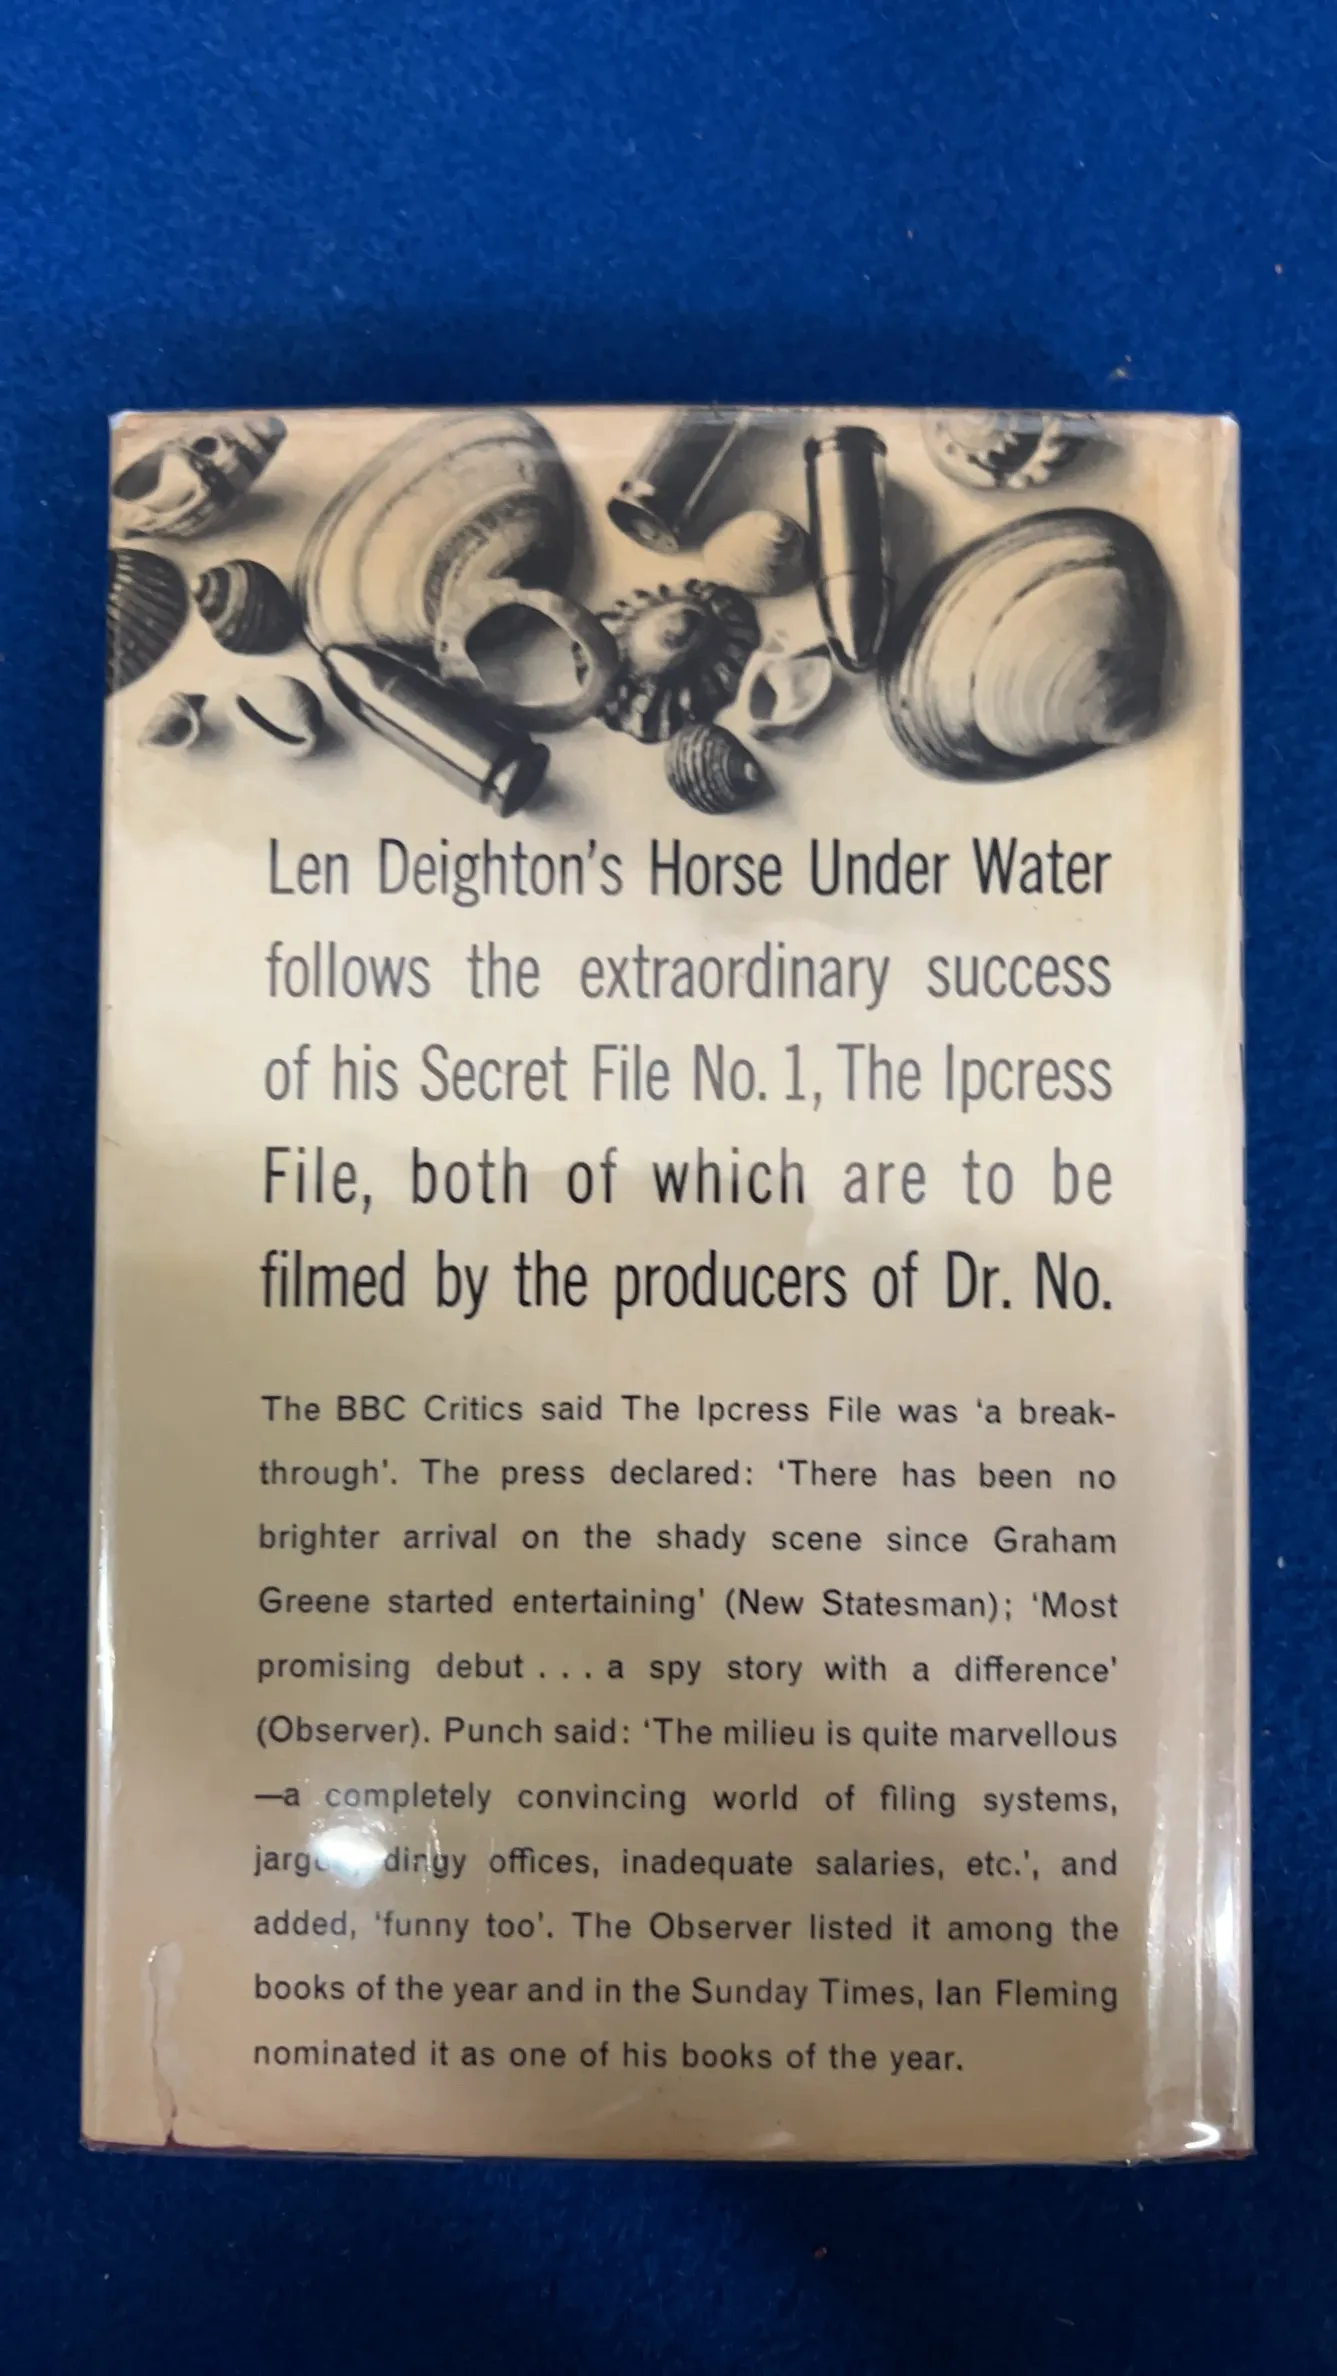 Len Deighton's Horse Under Water
follows the extraordinary success
of his Secret File No. 1, The Ipcress
File, both of which are to be
filmed by the producers of Dr. No.
The BBC Critics said The Ipcress File was ‘a break-
through’. The press declared: ‘There has been no
brighter arrival on the shady scene since Graham
Greene started entertaining’ (New Statesman); ‘Most
promising debut . . . a spy story with a difference’
(Observer). Punch said: ‘The milieu is quite marvellous
—a completely convincing world of filing systems,
dingy offices, inadequate salaries, etc.’, and
added, ‘funny too’. The Observer listed it among the
books of the year and in the Sunday Times, Ian Fleming
nominated it as one of his books of the year.